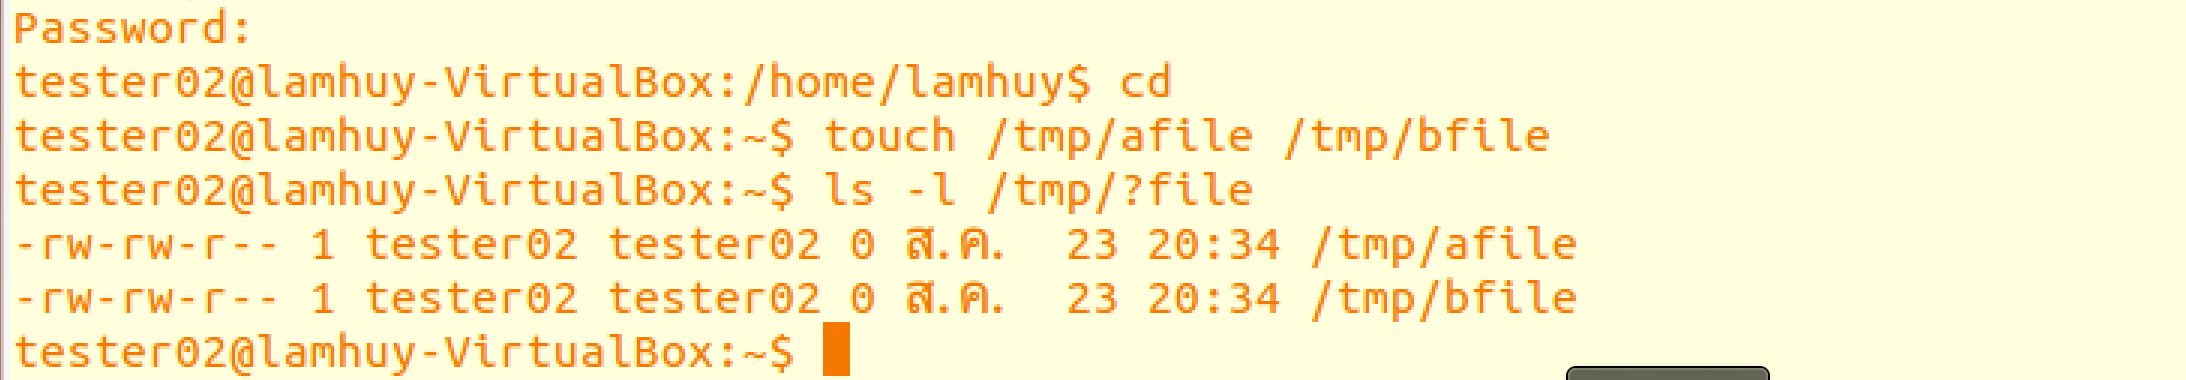 Password:
tester02@lamhuy-VirtualBox:/home/lamhuy$ cd
tester02@lamhuy-VirtualBox:~$ touch /tmp/afile /tmp/bfile
tester02@lamhuy-VirtualBox:~$ ls -l /tmp/?file
-rw-rw-r-- 1 tester02 tester02 0 ส.ค.  23 20:34 /tmp/afile
-rw-rw-r-- 1 tester02 tester02 0 ส.ค.  23 20:34 /tmp/bfile
tester02@lamhuy-VirtualBox:~$